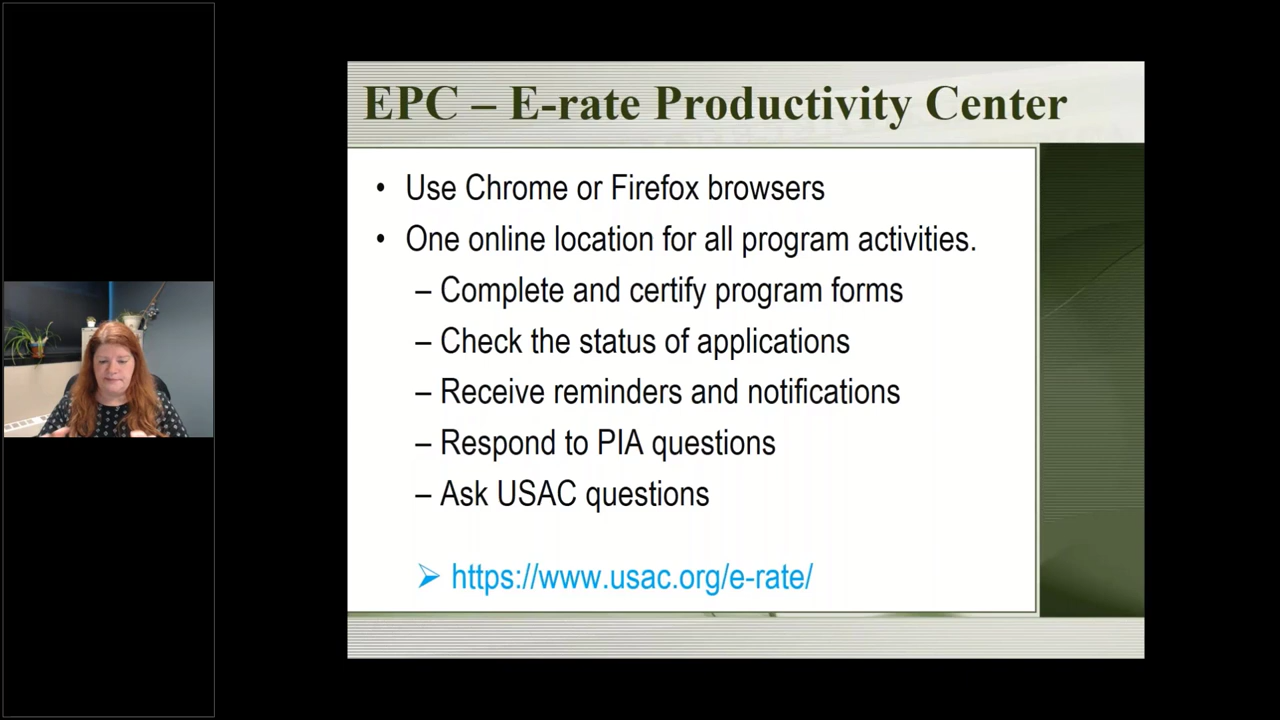 EPC – E-rate Productivity Center
• Use Chrome or Firefox browsers
• One online location for all program activities.
– Complete and certify program forms
– Check the status of applications
– Receive reminders and notifications
– Respond to PIA questions
– Ask USAC questions
➢ https://www.usac.org/e-rate/